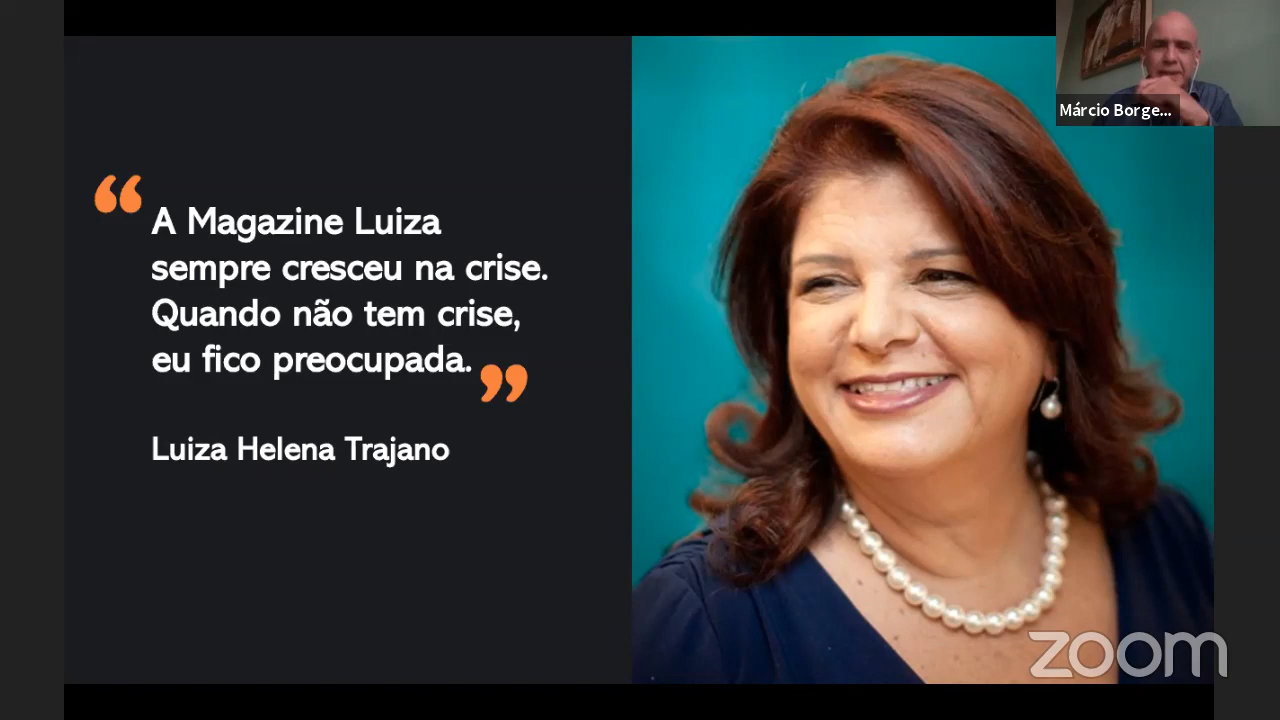 Márcio Borge...
“ A Magazine Luiza
sempre cresceu na crise.
Quando não tem crise,
eu fico preocupada. ”
Luiza Helena Trajano
zoom